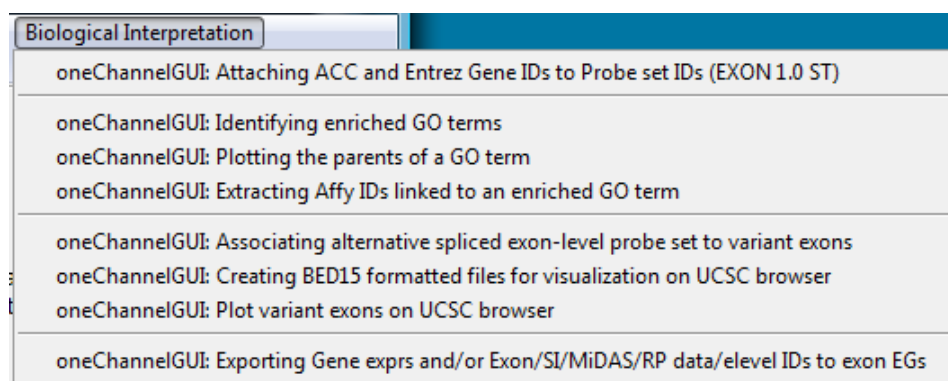 Biological Interpretation
oneChannelGUI: Attaching ACC and Entrez Gene IDs to Probe set IDs (EXON 1.0 ST)
oneChannelGUI: Identifying enriched GO terms
oneChannelGUI: Plotting the parents of a GO term
oneChannelGUI: Extracting Affy IDs linked to an enriched GO term
oneChannelGUI: Associating alternative spliced exon-level probe set to variant exons
oneChannelGUI: Creating BED15 formatted files for visualization on UCSC browser
oneChannelGUI: Plot variant exons on UCSC browser
oneChannelGUI: Exporting Gene exprs and/or Exon/SI/MiDAS/RP data/elevel IDs to exon EGs